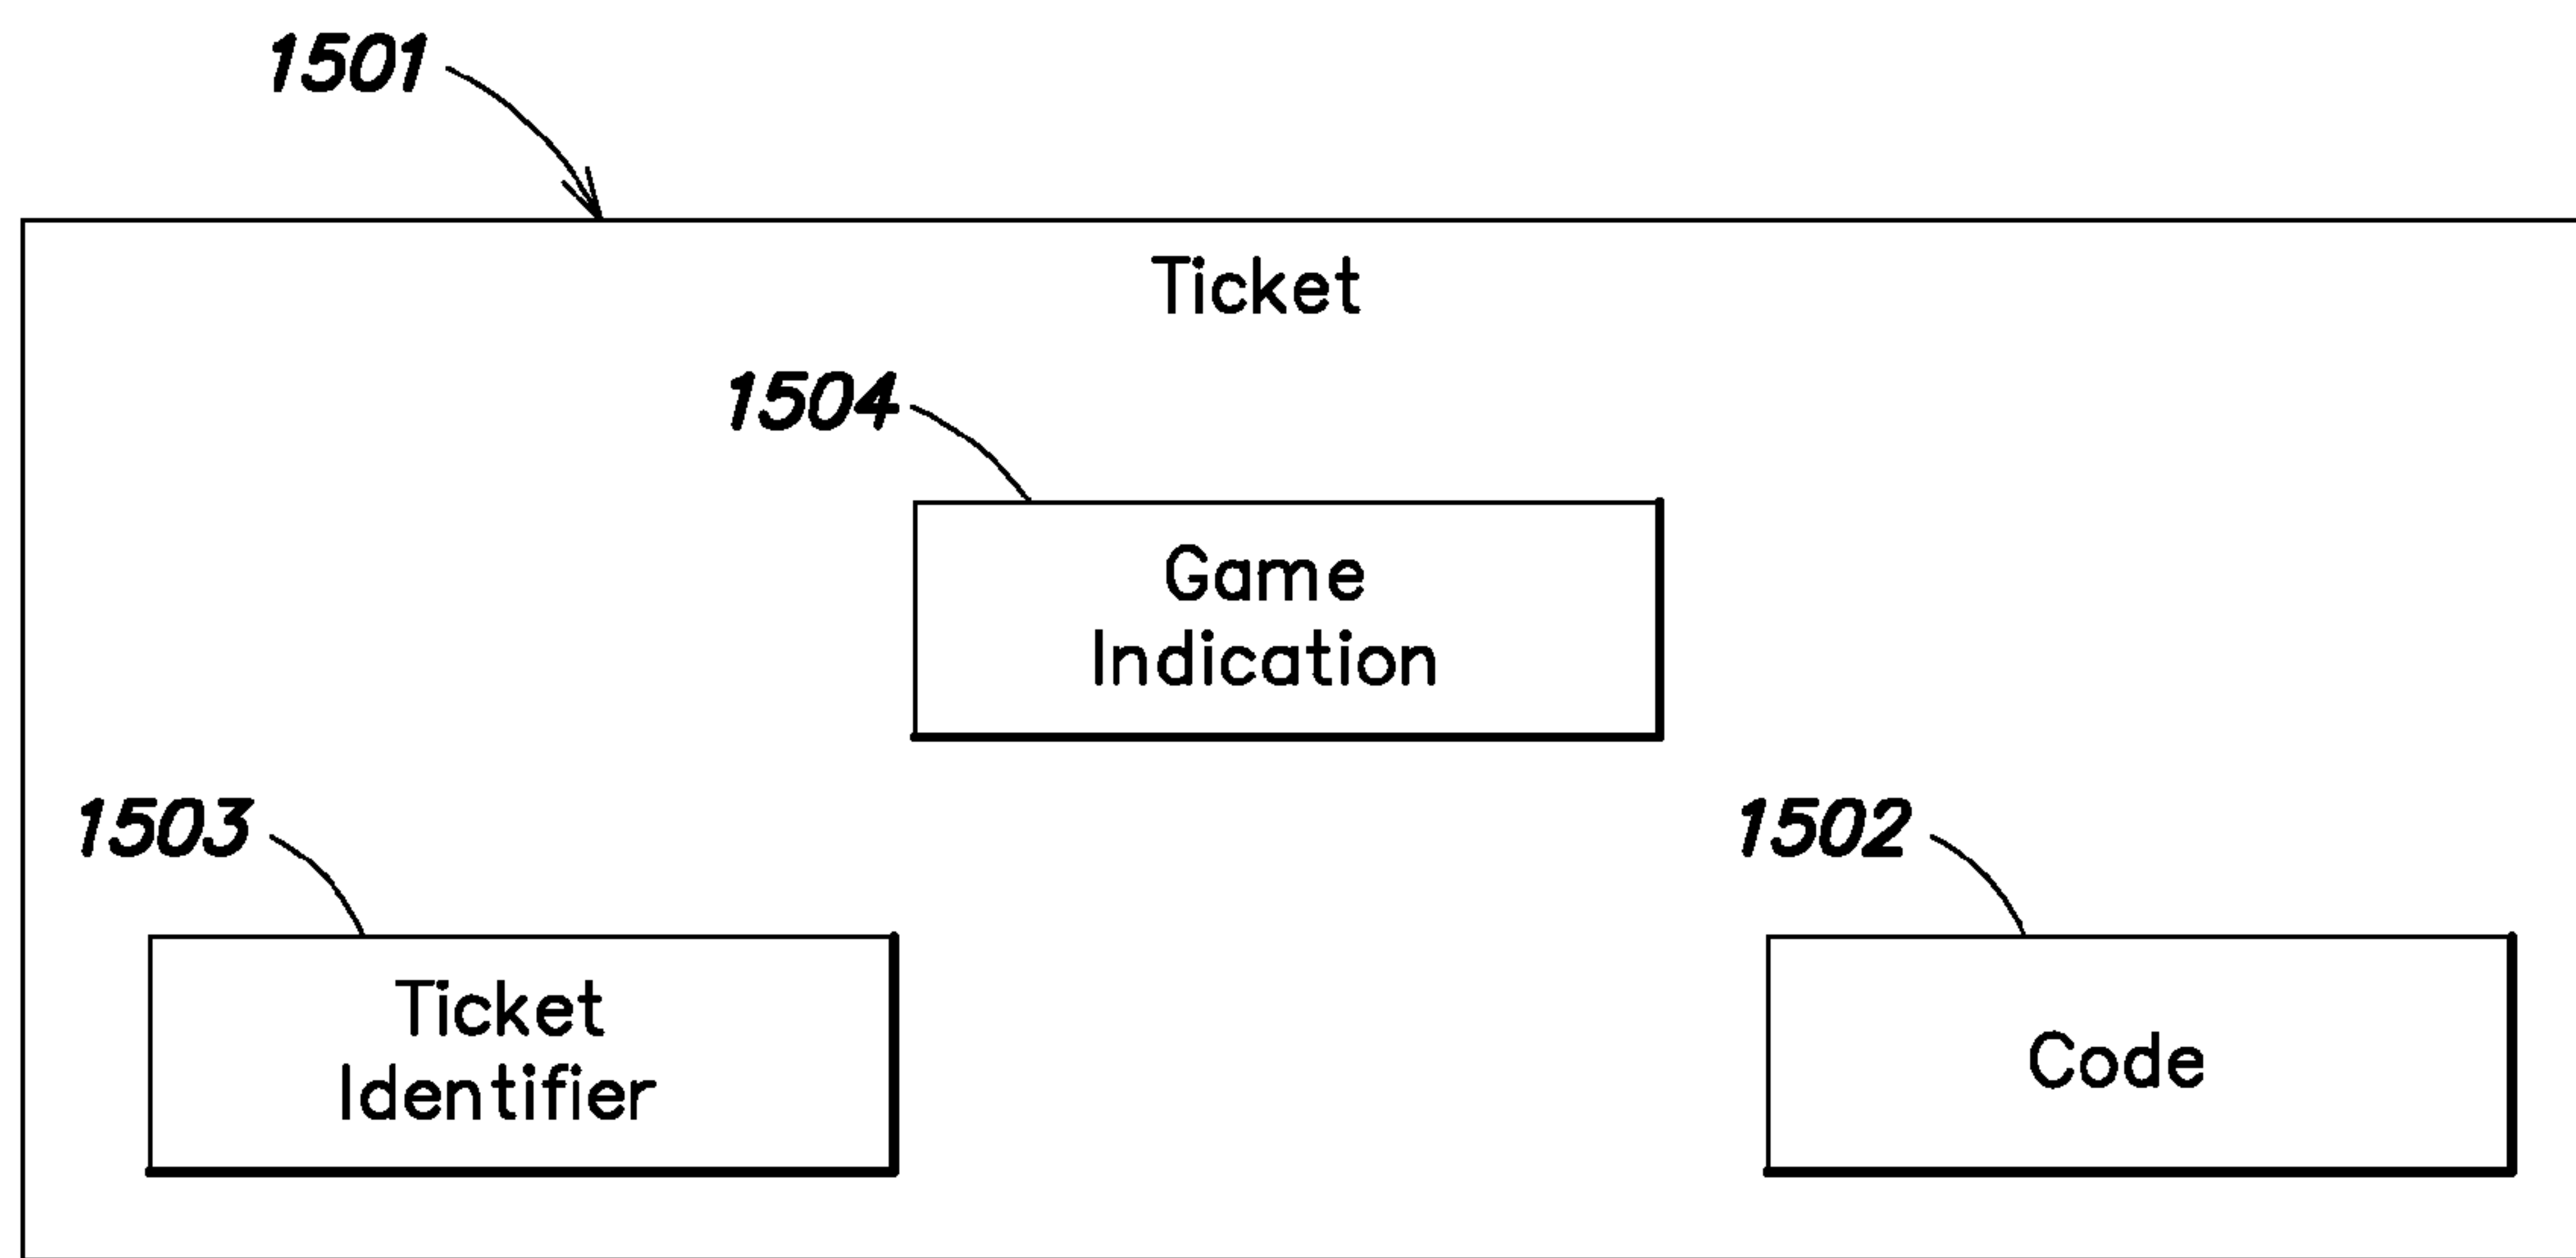 1501
Ticket
1504
Game
Indication
1503
1502
Ticket
Identifier
Code